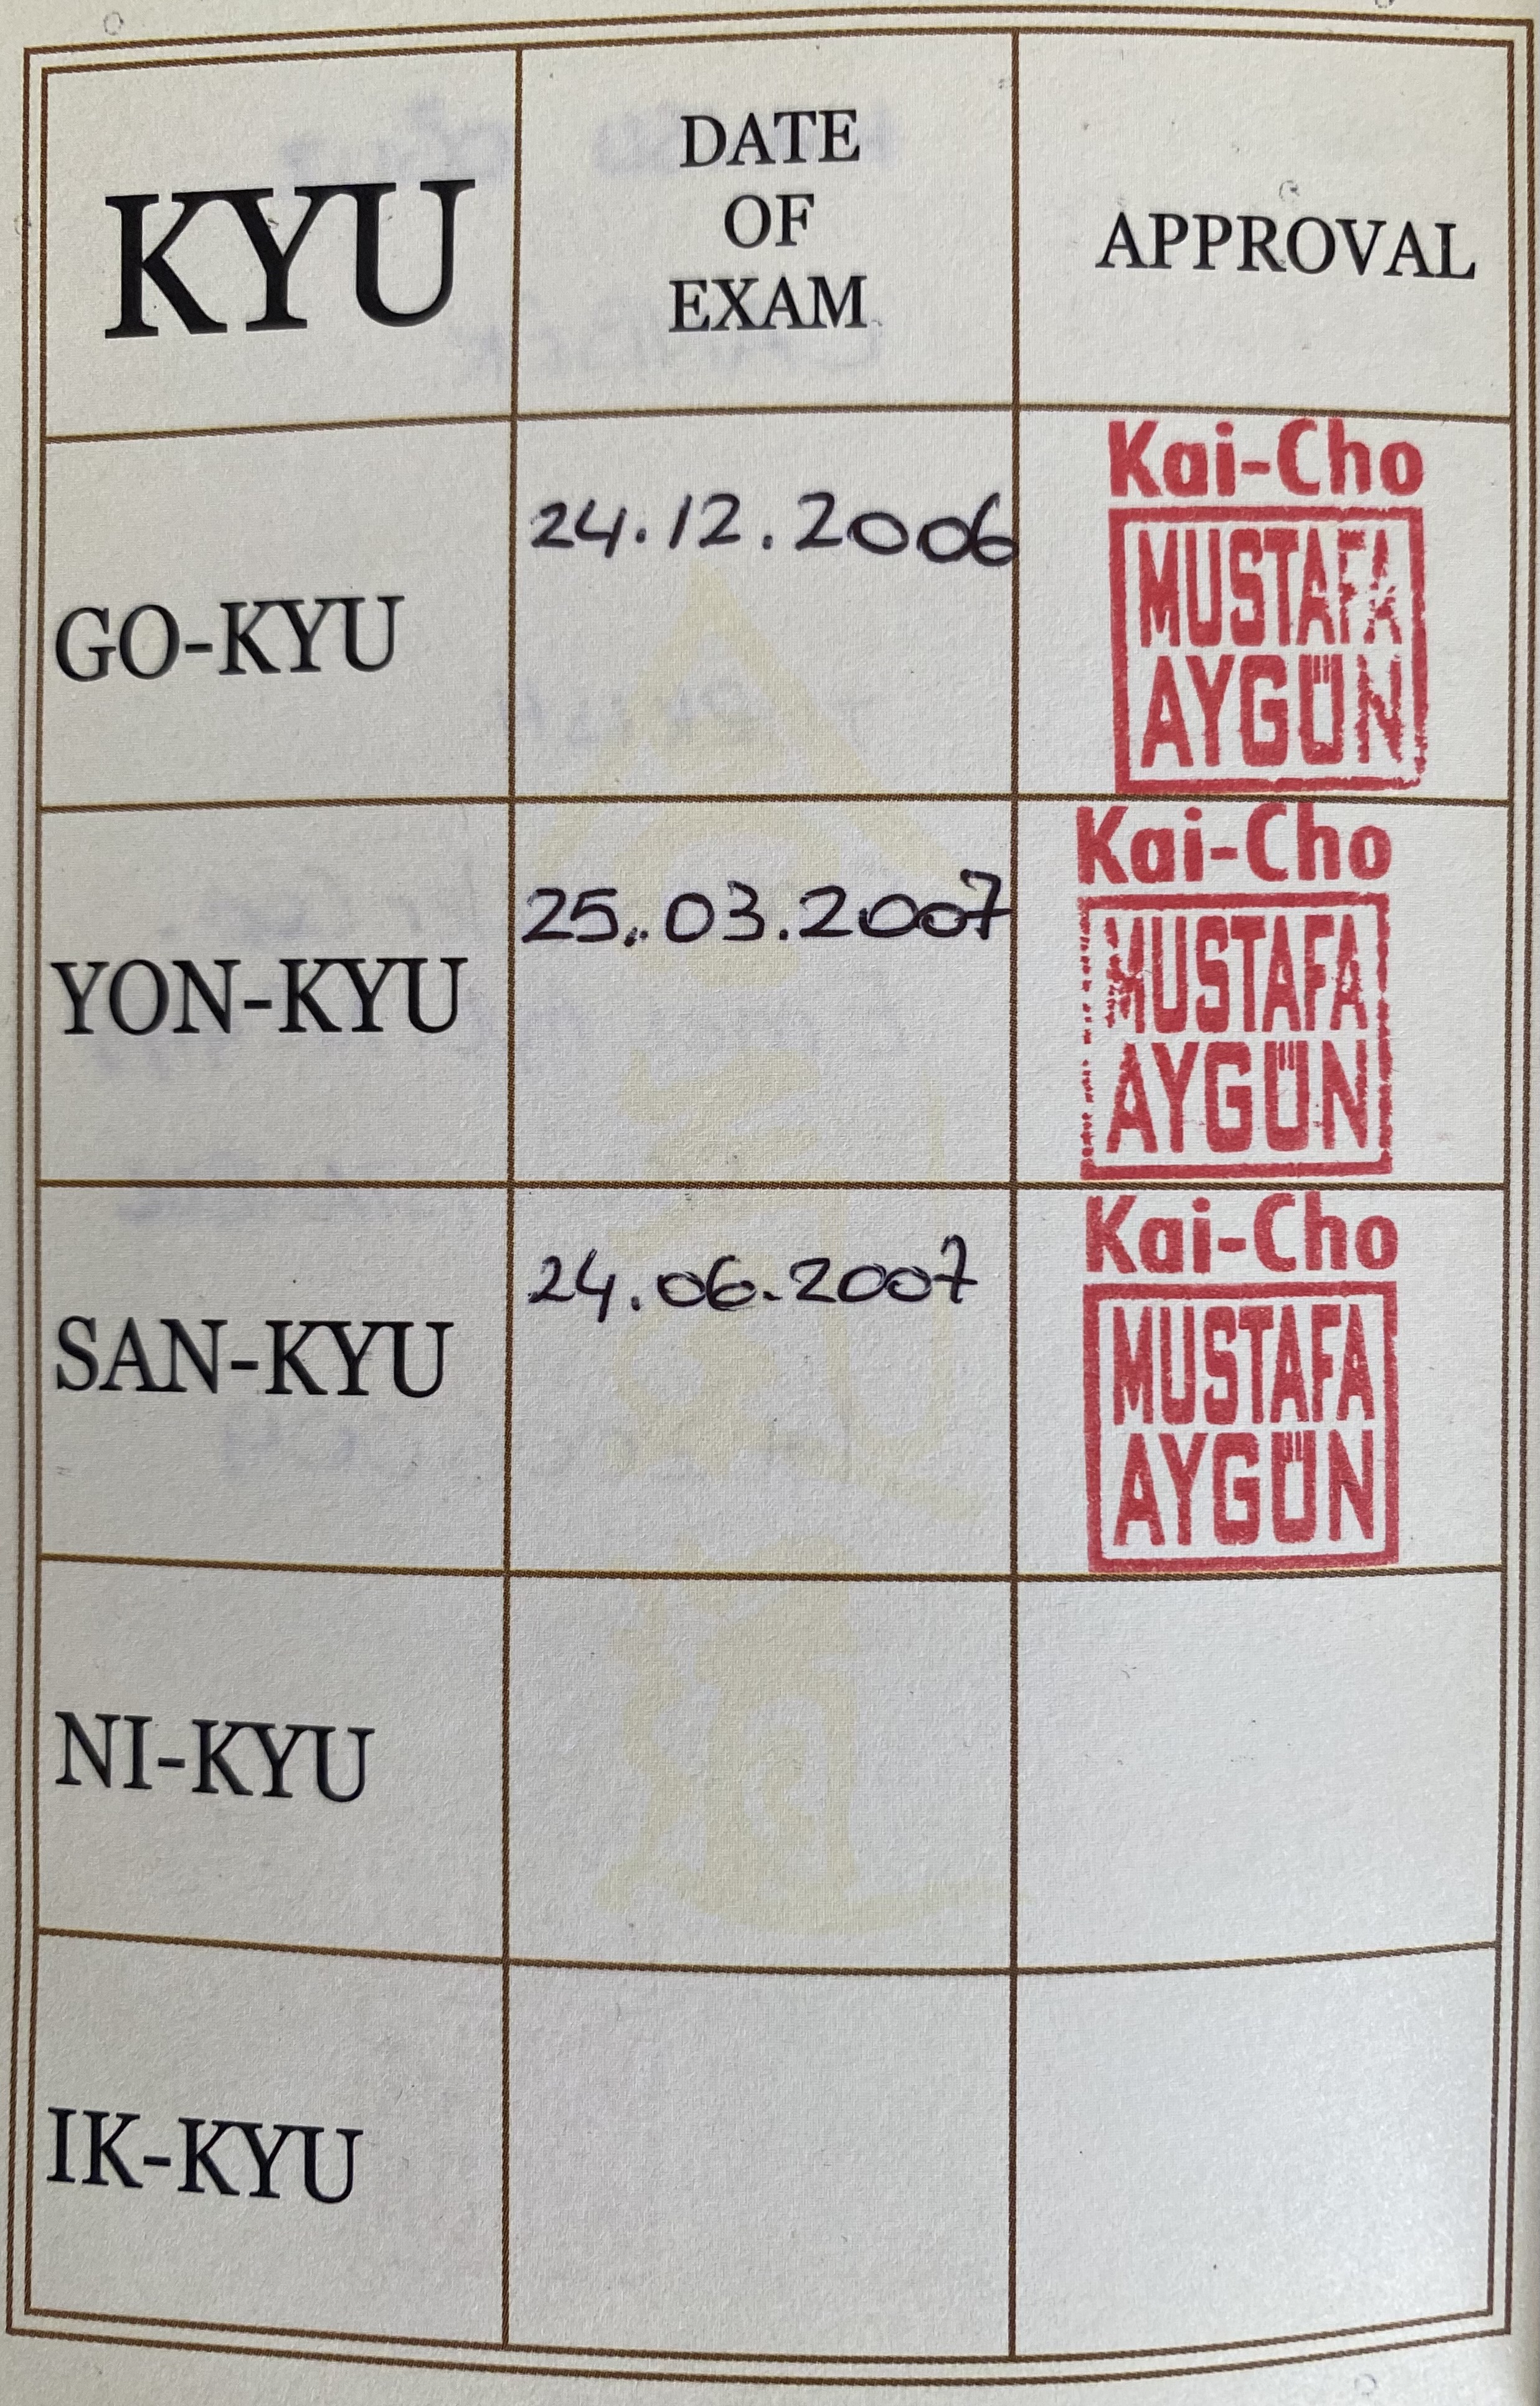 KYU
DATE
OF
EXAM
APPROVAL
GO-KYU
24.12.2006
Kai-Cho
MUSTAFA
AYGÜN
YON-KYU
25.03.2007
Kai-Cho
MUSTAFA
AYGÜN
SAN-KYU
24.06.2007
Kai-Cho
MUSTAFA
AYGÜN
NI-KYU
IK-KYU